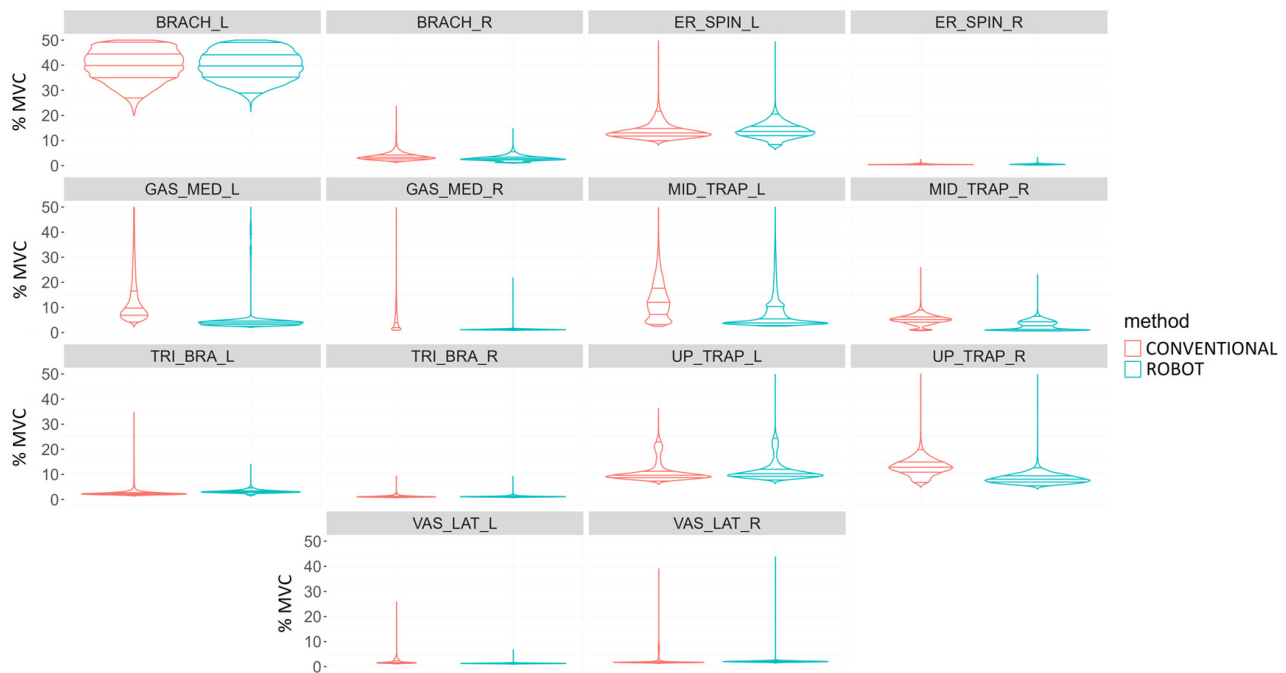 BRACH_L BRACH_R ER_SPIN_L ER_SPIN_R
% MVC
50
40
30
20
10
0
GAS_MED_L GAS_MED_R MID_TRAP_L MID_TRAP_R
% MVC
50
40
30
20
10
0
TRI_BRA_L TRI_BRA_R UP_TRAP_L UP_TRAP_R
% MVC
50
40
30
20
10
0
VAS_LAT_L VAS_LAT_R
% MVC
50
40
30
20
10
0
method
CONVENTIONAL
ROBOT